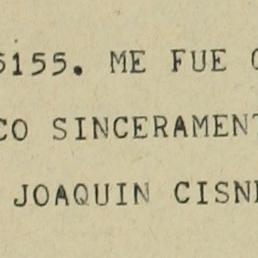 5155. ME FUE
CO SINCERAMENT
JOAQUIN CISN